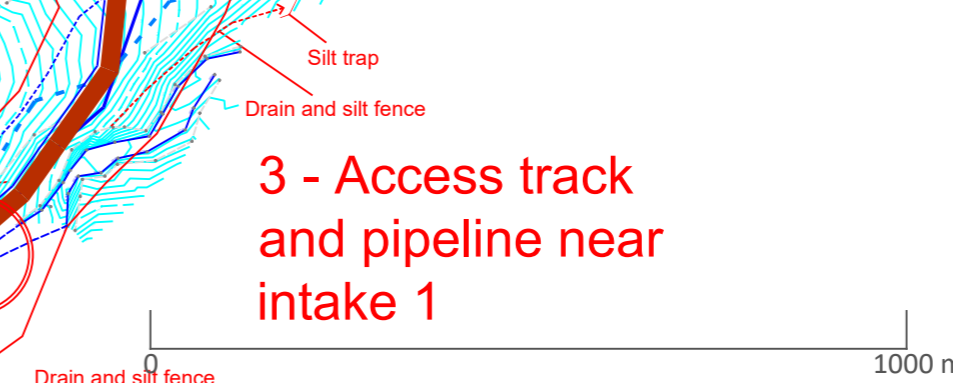 Silt trap
Drain and silt fence
3 - Access track
and pipeline near
intake 1
0
1000 m
Drain and silt fence